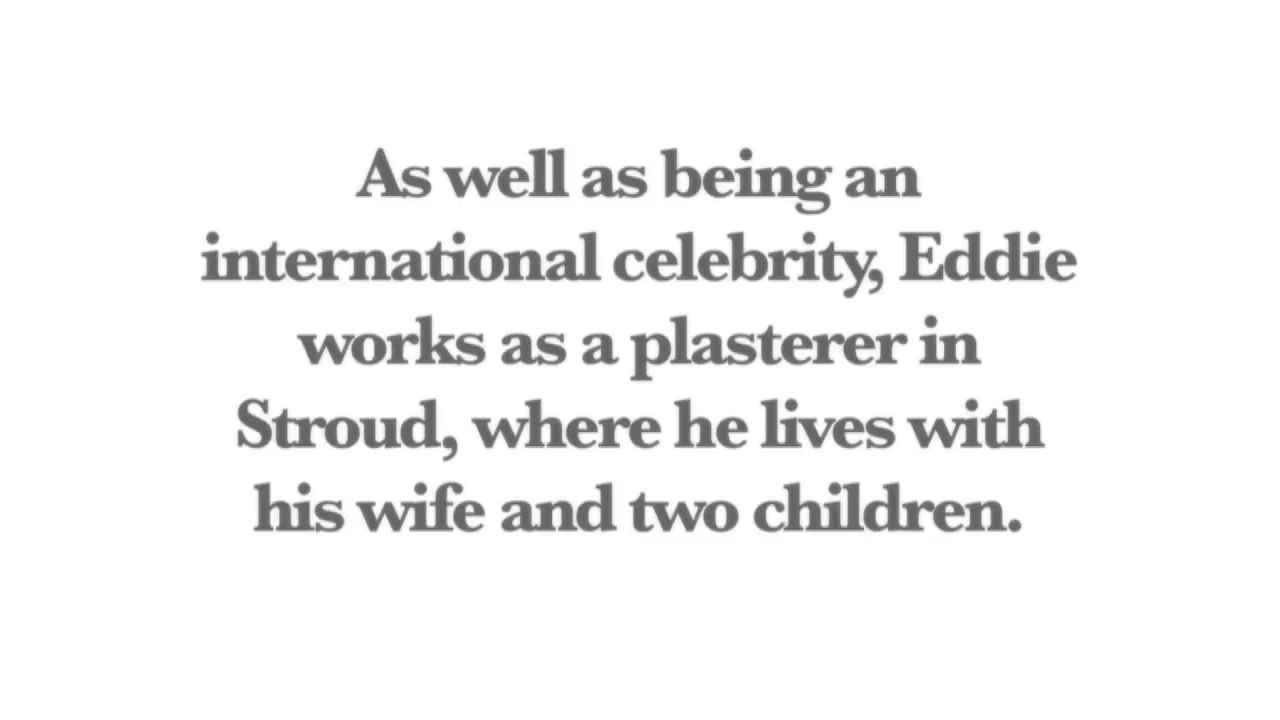 As well as being an
international celebrity, Eddie
works as a plasterer in
Stroud, where he lives with
his wife and two children.